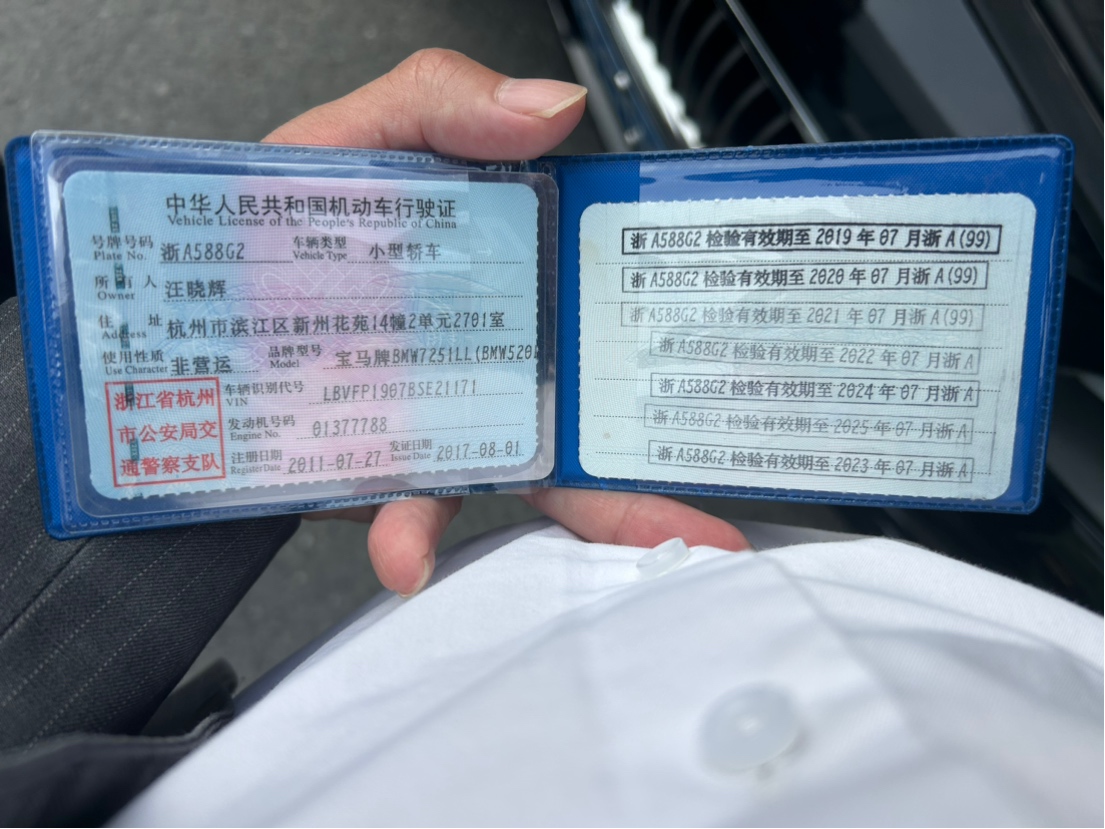 中华人民共和国机动车行驶证
Vehicle License of the People's Republic of China
号牌号码 Plate No. 浙A588G2 车辆类型 Vehicle Type 小型轿车
所有人 Owner 汪晓辉
住址 Address 杭州市滨江区新州花苑14幢2单元2701室
使用性质 Use Character 非营运 品牌型号 Model 宝马牌BMW7251LL(BMW520
浙江省杭州
市公安局交
通警察支队
车辆识别代号 VIN LBVFP1907BSE21171
发动机号码 Engine No. 01377788
注册日期 Register Date 2011-07-27 发证日期 Issue Date 2017-08-01
浙A588G2 检验有效期至 2019 年 07 月浙A(99)
浙A588G2 检验有效期至 2020 年 07 月浙A(99)
浙A588G2 检验有效期至 2021 年 07 月浙A(99)
浙A588G2 检验有效期至 2022 年 07 月浙A
浙A588G2 检验有效期至 2024 年 07 月浙A
浙A588G2 检验有效期至 2025 年 07 月浙A
浙A588G2 检验有效期至 2023 年 07 月浙A